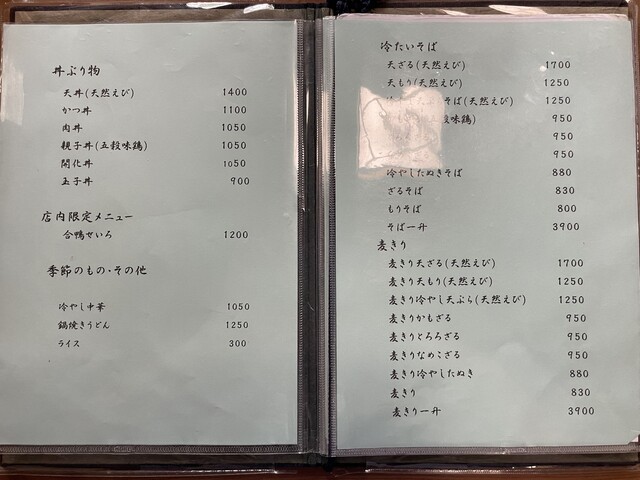 丼ぶり物
天丼(天然えび) 1400
かつ丼 1100
肉丼 1050
親子丼(五穀味鶏) 1050
開化丼 1050
玉子丼 900
店内限定メニュー
合鴨せいろ 1200
季節のもの・その他
冷やし中華 1050
鍋焼きうどん 1250
ライス 300
冷たいそば
天ざる(天然えび) 1700
天もり(天然えび) 1250
そば(天然えび) 1250
味鶏) 950
950
950
冷やしたぬきそば 880
ざるそば 830
もりそば 800
そば一升 3900
麦きり
麦きり天ざる(天然えび) 1700
麦きり天もり(天然えび) 1250
麦きり冷やし天ぷら(天然えび) 1250
麦きりかもざる 950
麦きりとろろざる 950
麦きりなめこざる 950
麦きり冷やしたぬき 880
麦きり 830
麦きり一升 3900